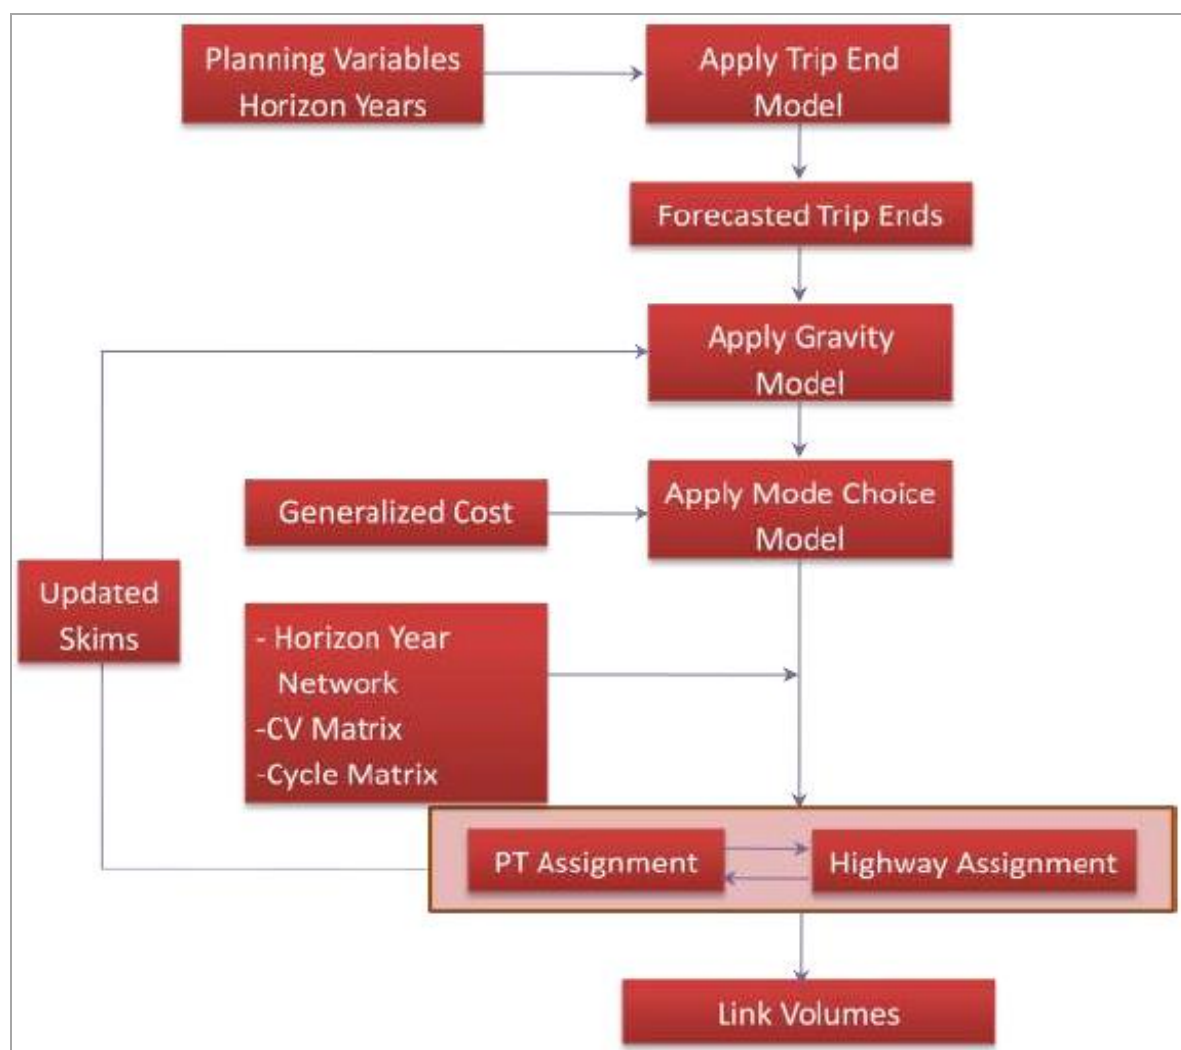 Planning Variables
Horizon Years
Apply Trip End
Model
Forecasted Trip Ends
Apply Gravity
Model
Generalized Cost
Apply Mode Choice
Model
Updated
Skims
- Horizon Year
Network
-CV Matrix
-Cycle Matrix
PT Assignment
Highway Assignment
Link Volumes